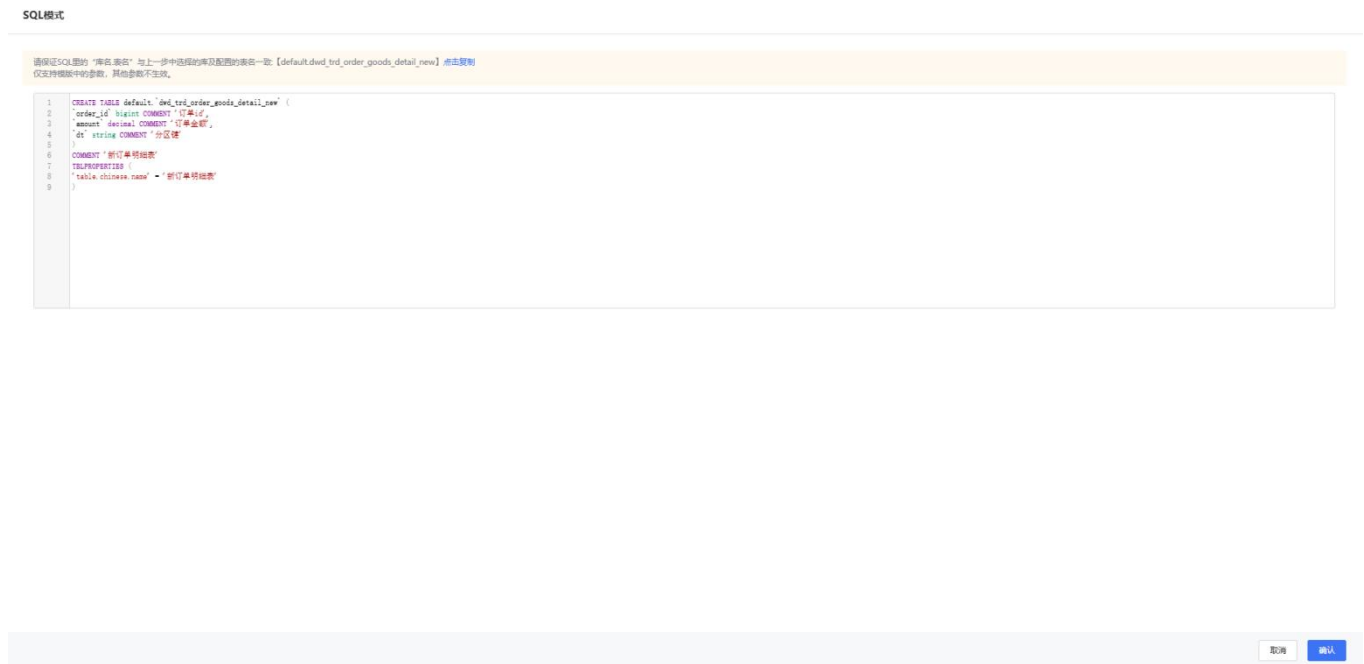 SQL模式
请保证SQL里的“库名.表名”与上一步中选择的库及配置的表名一致:【default.dwd_trd_order_goods_detail_new】点击复制
仅支持模版中的参数，其他参数不生效。
1 CREATE TABLE default.`dwd_trd_order_goods_detail_new` (
2 `order_id` bigint COMMENT '订单id',
3 `amount` decimal COMMENT '订单金额',
4 `dt` string COMMENT '分区键'
5 )
6 COMMENT '新订单明细表'
7 TBLPROPERTIES (
8 'table.chinese.name' = '新订单明细表'
9 )
取消 确认